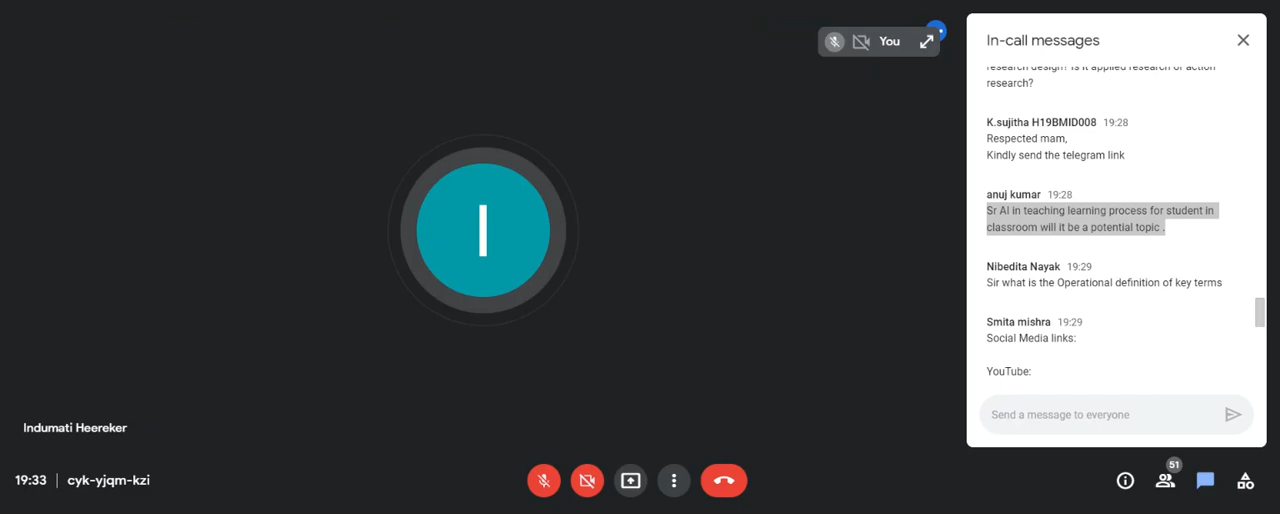 You
In-call messages
research design? Is it applied research or action
research?
K.sujitha H19BMID008 19:28
Respected mam,
Kindly send the telegram link
anuj kumar 19:28
Sr AI in teaching learning process for student in
classroom will it be a potential topic .
Nibedita Nayak 19:29
Sir what is the Operational definition of key terms
Smita mishra 19:29
Social Media links:
YouTube:
Send a message to everyone
I
Indumati Heereker
19:33 | cyk-yjqm-kzi
51